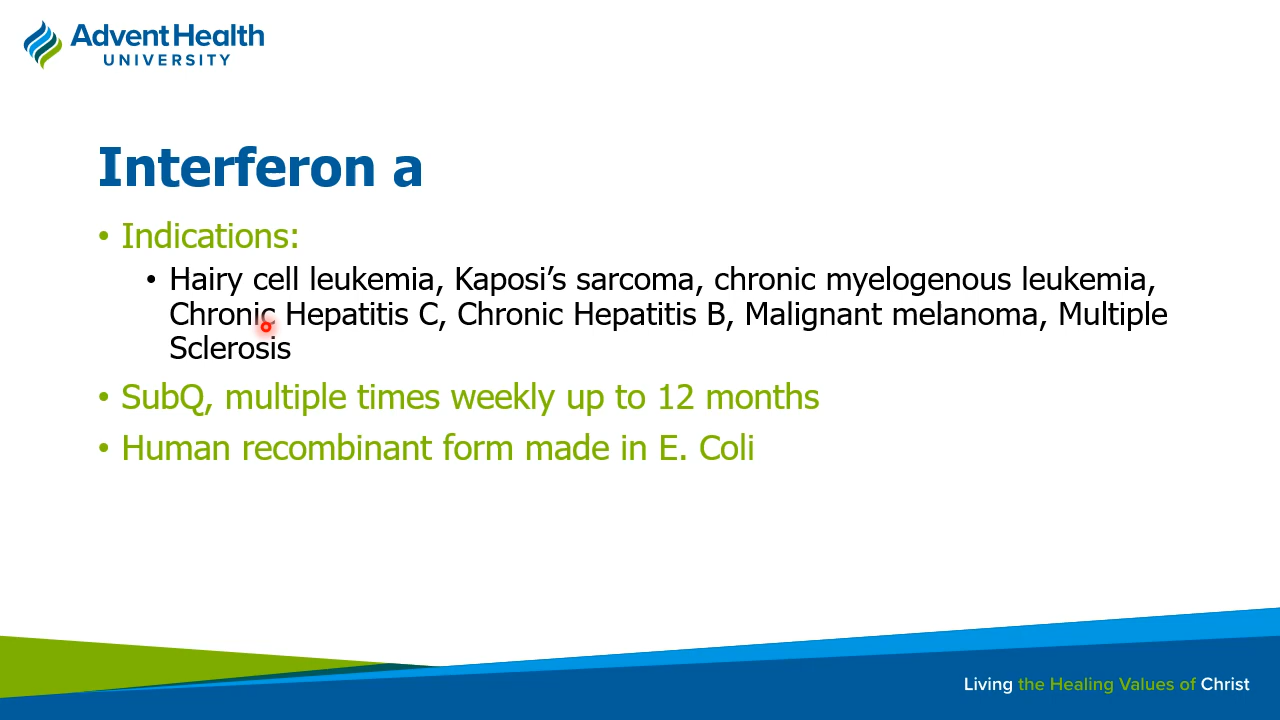 AdventHealth
UNIVERSITY
Interferon a
• Indications:
• Hairy cell leukemia, Kaposi’s sarcoma, chronic myelogenous leukemia,
Chronic Hepatitis C, Chronic Hepatitis B, Malignant melanoma, Multiple
Sclerosis
• SubQ, multiple times weekly up to 12 months
• Human recombinant form made in E. Coli
Living the Healing Values of Christ